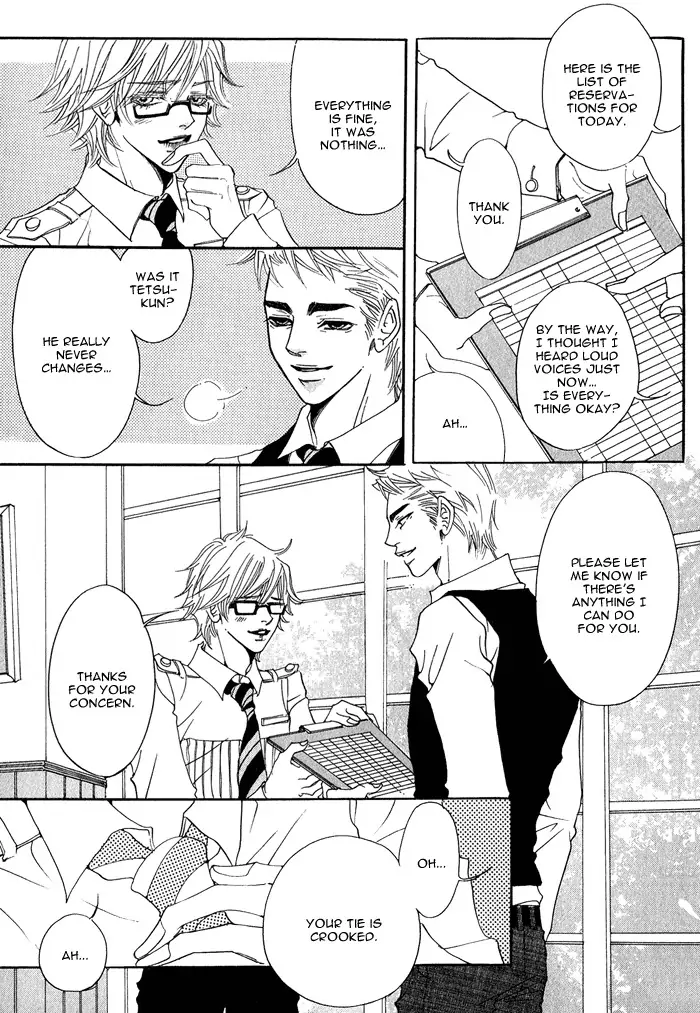 HERE IS THE
LIST OF
RESERVA-
TIONS FOR
TODAY.
THANK
YOU.
BY THE WAY,
I THOUGHT I
HEARD LOUD
VOICES JUST
NOW...
IS EVERY-
THING OKAY?
AH...
EVERYTHING
IS FINE,
IT WAS
NOTHING...
WAS IT
TETSU-
KUN?
HE REALLY
NEVER
CHANGES...
PLEASE LET
ME KNOW IF
THERE'S
ANYTHING I
CAN DO
FOR YOU.
THANKS
FOR YOUR
CONCERN.
OH...
YOUR TIE IS
CROOKED.
AH...